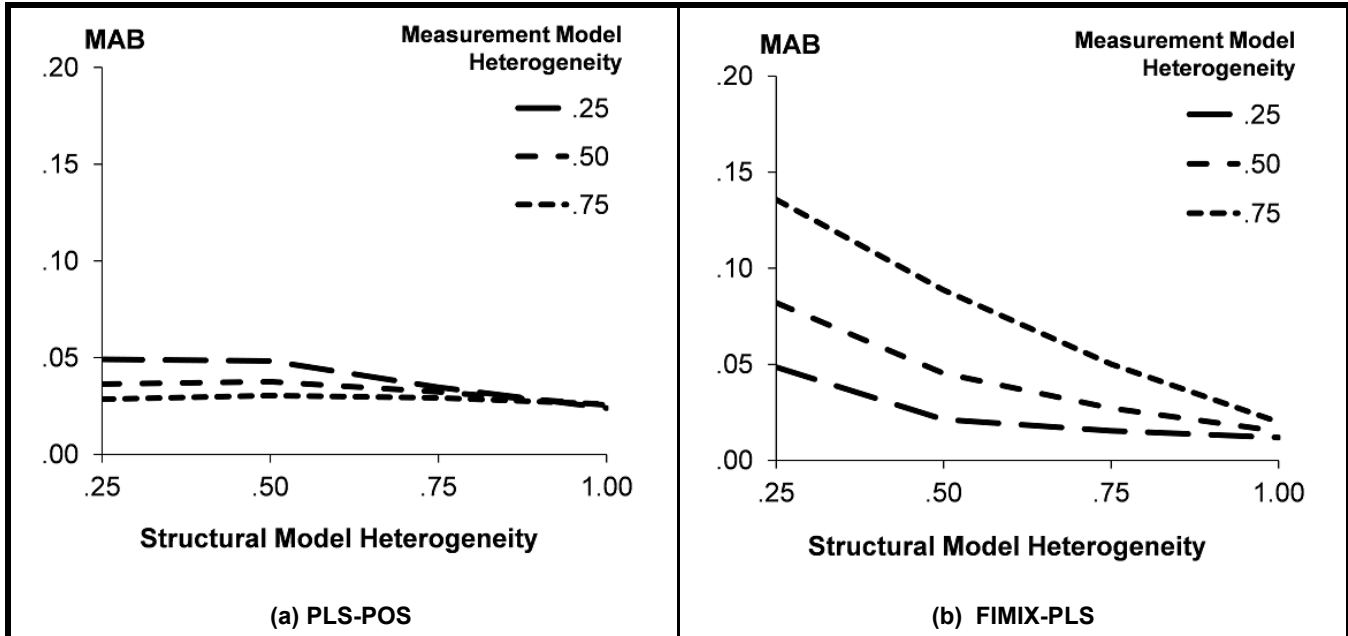 MAB
Measurement Model
Heterogeneity
.20
.15
.10
.05
.00
.25
.50
.75
.25
.50
.75
1.00
Structural Model Heterogeneity
(a) PLS-POS
MAB
Measurement Model
Heterogeneity
.20
.15
.10
.05
.00
.25
.50
.75
.25
.50
.75
1.00
Structural Model Heterogeneity
(b) FIMIX-PLS